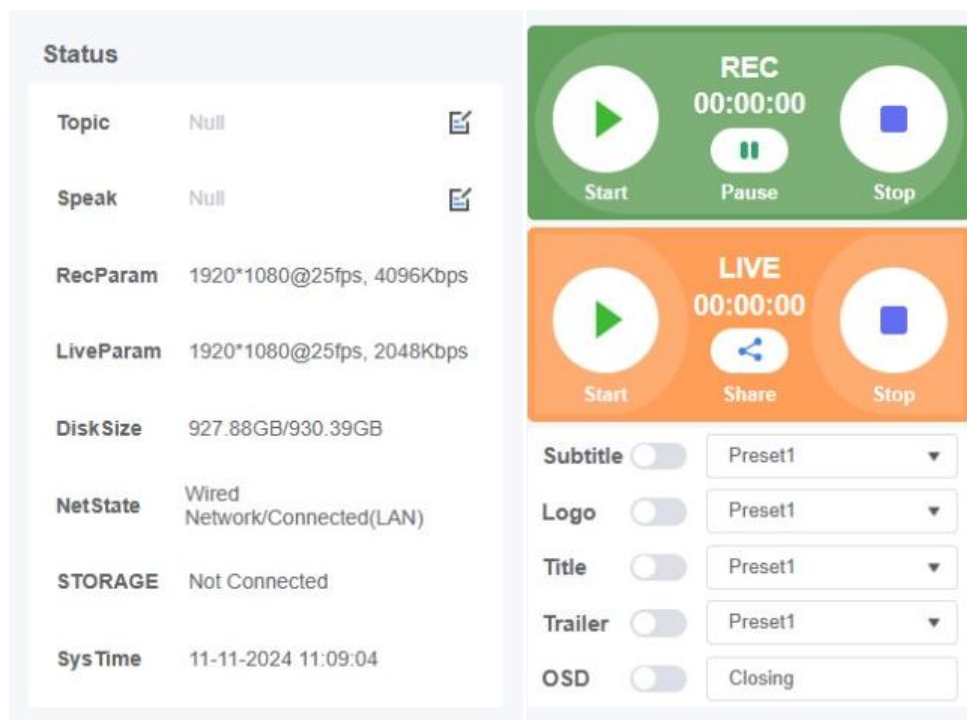 Status
Topic Null
Speak Null
RecParam 1920*1080@25fps, 4096Kbps
LiveParam 1920*1080@25fps, 2048Kbps
DiskSize 927.88GB/930.39GB
NetState Wired
Network/Connected(LAN)
STORAGE Not Connected
SysTime 11-11-2024 11:09:04
REC
00:00:00
Start Pause Stop
LIVE
00:00:00
Start Share Stop
Subtitle Preset1
Logo Preset1
Title Preset1
Trailer Preset1
OSD Closing